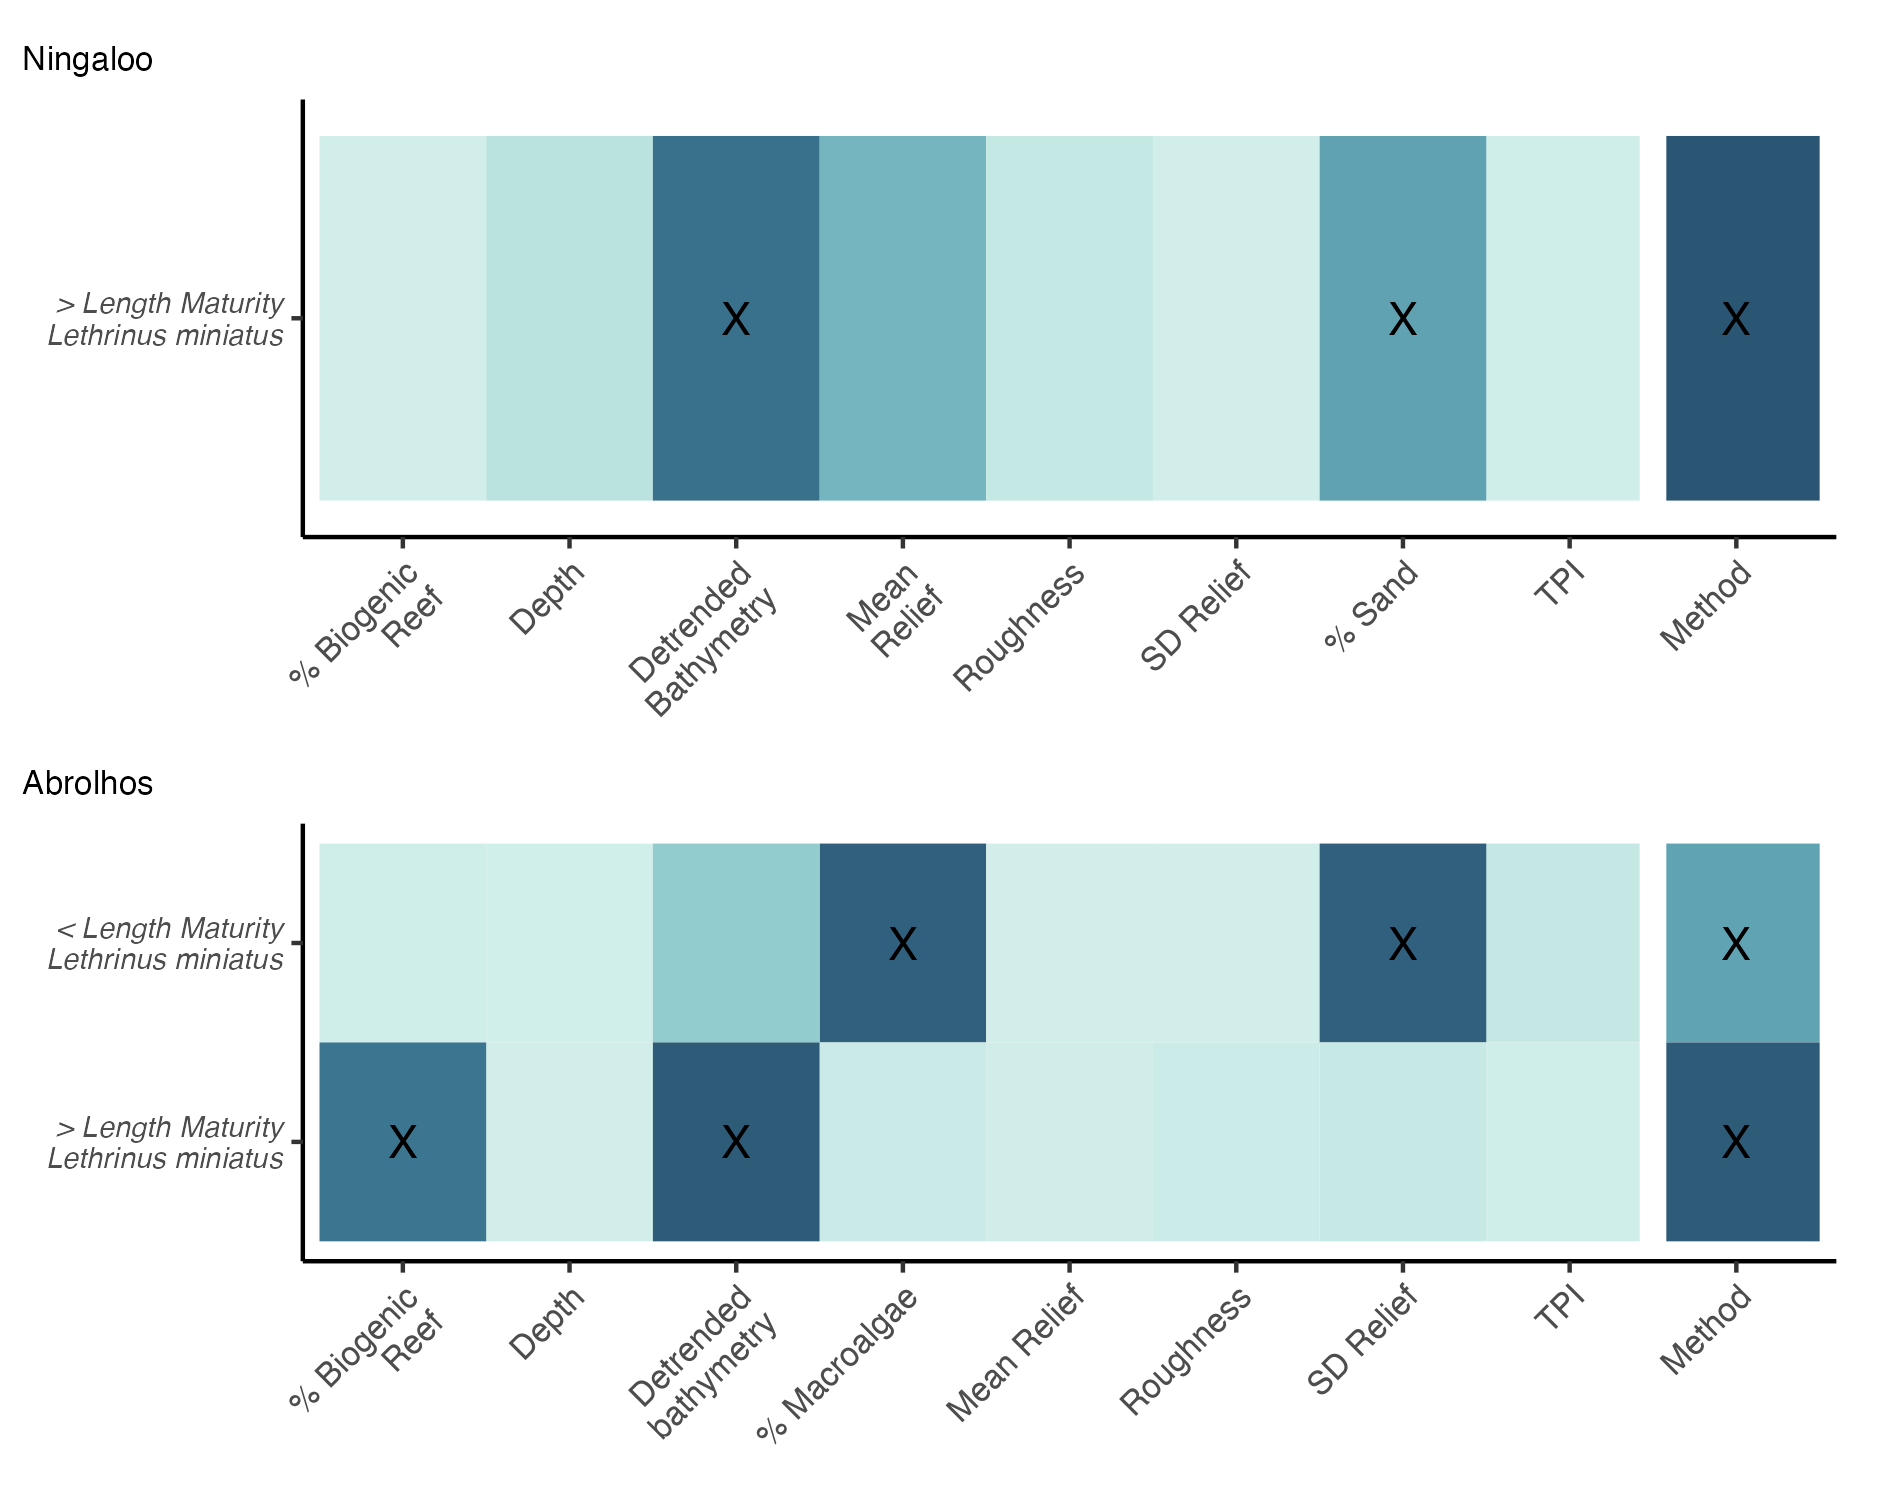 Ningaloo
> Length Maturity
Lethrinus miniatus
X
X
X
% Biogenic
Reef
Depth
Detrended
Bathymetry
Mean
Relief
Roughness
SD Relief
% Sand
TPI
Method
Abrolhos
< Length Maturity
Lethrinus miniatus
X
X
X
> Length Maturity
Lethrinus miniatus
X
X
X
% Biogenic
Reef
Depth
Detrended
bathymetry
% Macroalgae
Mean Relief
Roughness
SD Relief
TPI
Method